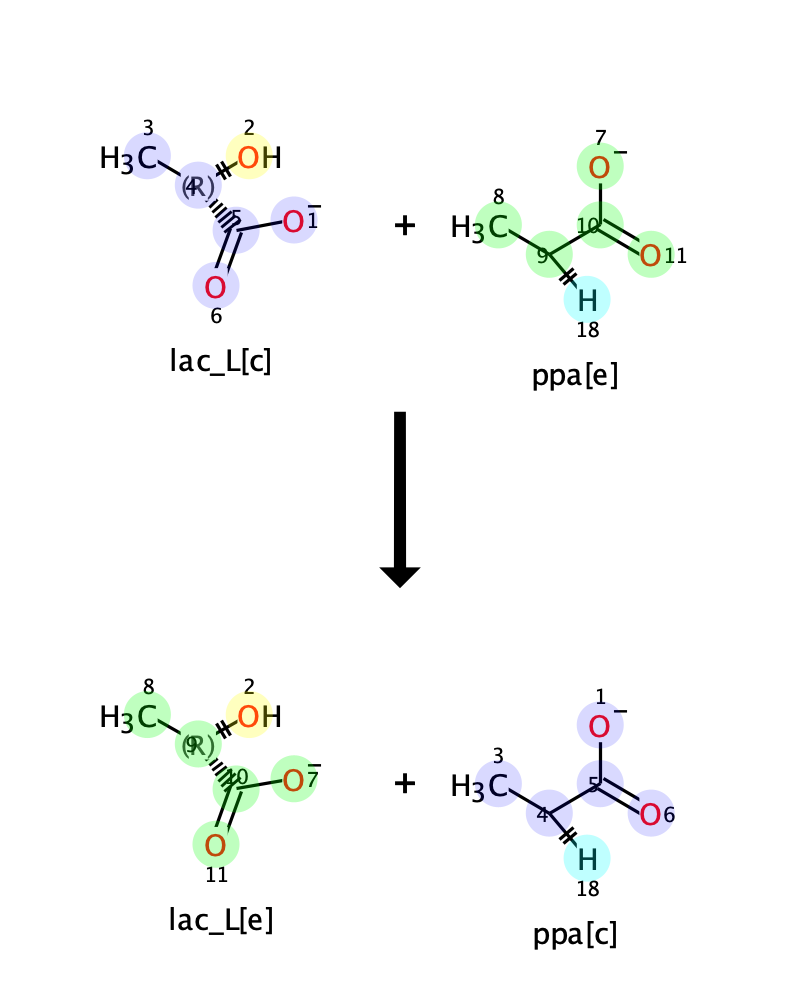 3 2
H3C (R) 4 OH
5 O− 1
O
6
lac_L[c]
+
7
O−
8
H3C 10
9 O 11
H
18
ppa[e]
8 2
H3C (R) 9 OH
10 O− 7
O
11
lac_L[e]
+
1
O−
3
H3C 5
4 O 6
H
18
ppa[c]